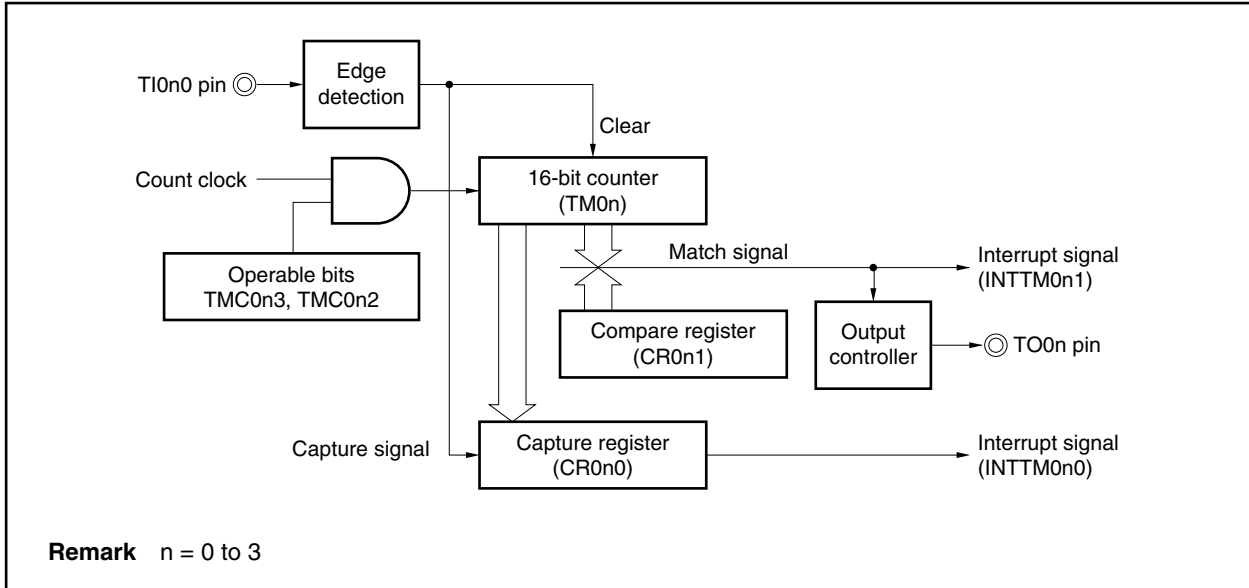 TI0n0 pin
Edge
detection
Clear
Count clock
16-bit counter
(TM0n)
Operable bits
TMC0n3, TMC0n2
Match signal
Interrupt signal
(INTTM0n1)
Compare register
(CR0n1)
Output
controller
TO0n pin
Capture signal
Capture register
(CR0n0)
Interrupt signal
(INTTM0n0)
Remark n = 0 to 3